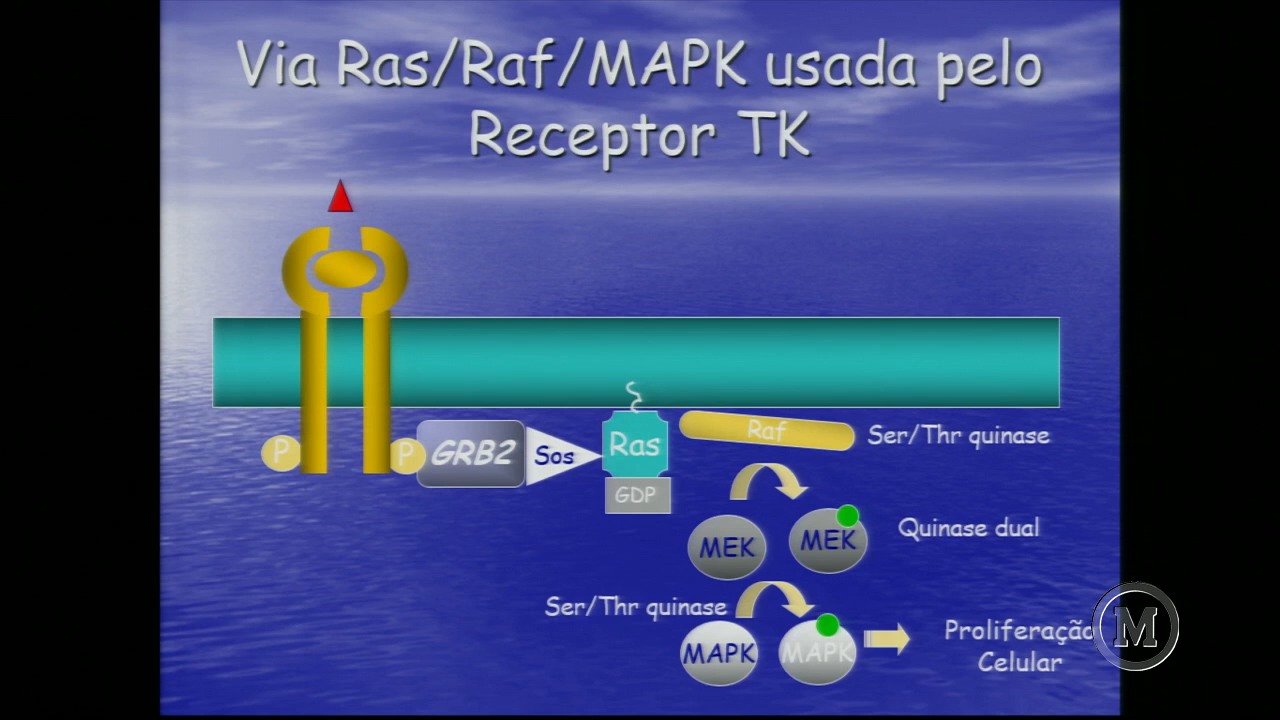 Via Ras/Raf/MAPK usada pelo
Receptor TK
P
P
GRB2
Sos
Ras
GDP
Raf
Ser/Thr quinase
MEK
MEK
Quinase dual
Ser/Thr quinase
MAPK
MAPK
Proliferação
Celular
M